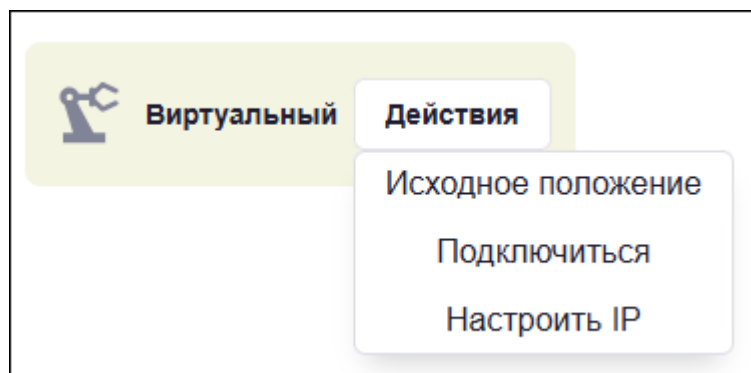 Виртуальный Действия
Исходное положение
Подключиться
Настроить IP